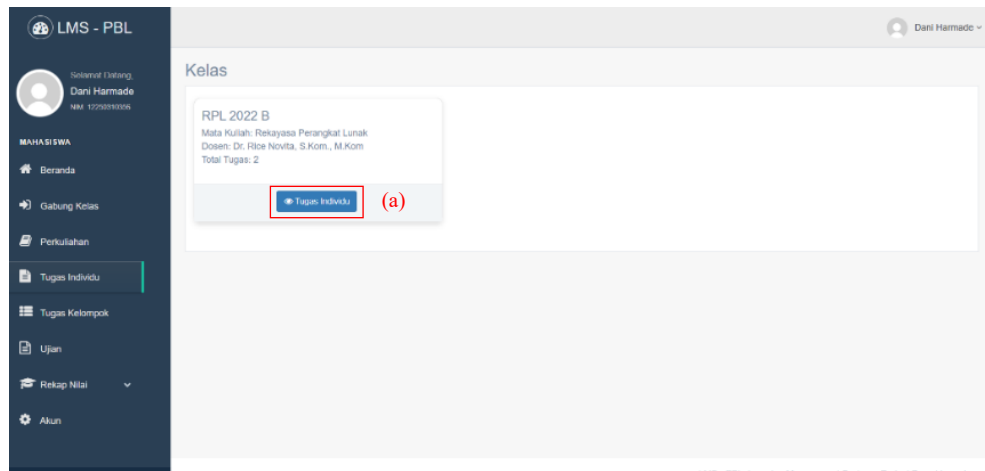 LMS - PBL
Dani Harmade
Selamat Datang,
Dani Harmade
MAHASISWA
Beranda
Gabung Kelas
Perkuliahan
Tugas Individu
Tugas Kelompok
Ujian
Rekap Nilai
Akun
Kelas
RPL 2022 B
Mata Kuliah: Rekayasa Perangkat Lunak
Dosen: Dr. Rice Novita, S.Kom., M.Kom
Total Tugas: 2
Tugas Individu
(a)